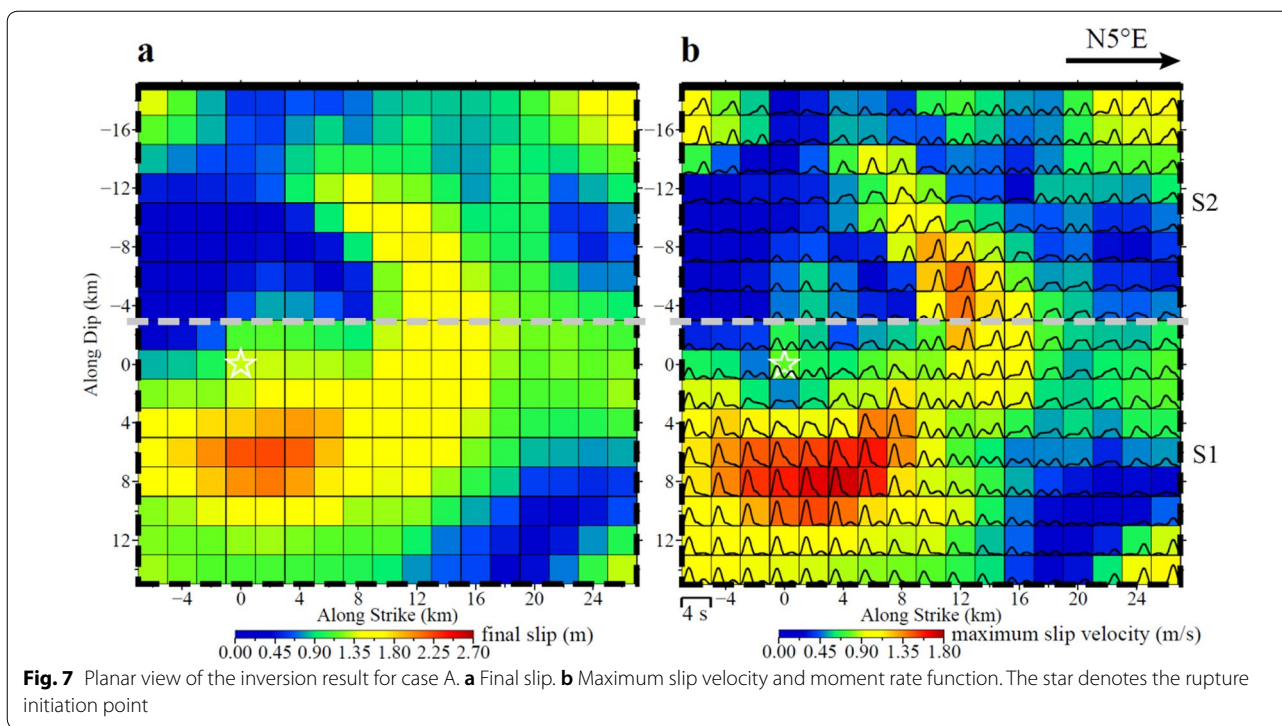 a
b
N5°E
−16
−12
−8
−4
0
4
8
12
Along Dip (km)
−16
−12
−8
−4
0
4
8
12
S2
S1
−4 0 4 8 12 16 20 24
Along Strike (km)
final slip (m)
0.00 0.45 0.90 1.35 1.80 2.25 2.70
4 s
−4 0 4 8 12 16 20 24
Along Strike (km)
maximum slip velocity (m/s)
0.00 0.45 0.90 1.35 1.80
Fig. 7 Planar view of the inversion result for case A. a Final slip. b Maximum slip velocity and moment rate function. The star denotes the rupture
initiation point